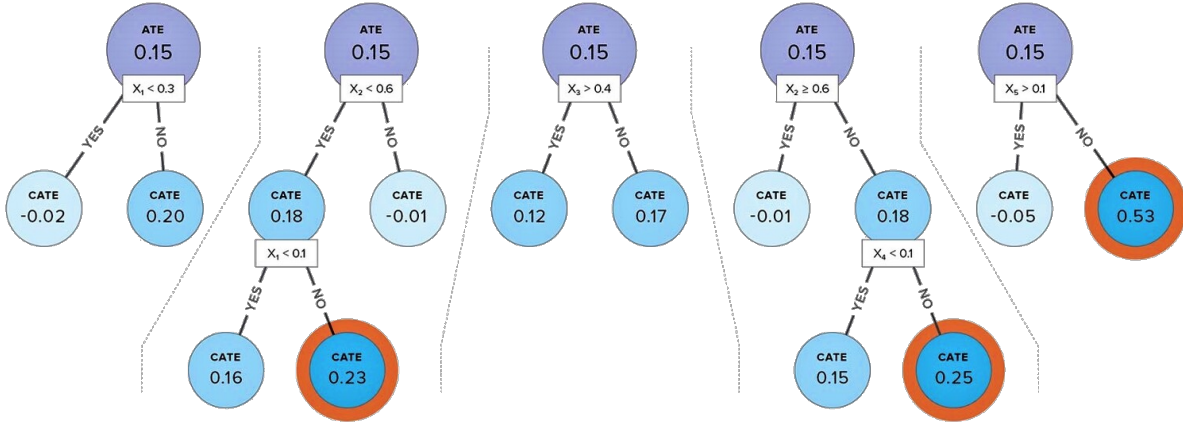 ATE
0.15
X₁ < 0.3
YES
NO
CATE
-0.02
CATE
0.20
ATE
0.15
X₂ < 0.6
YES
NO
CATE
0.18
CATE
-0.01
X₁ < 0.1
YES
NO
CATE
0.16
CATE
0.23
ATE
0.15
X₃ > 0.4
YES
NO
CATE
0.12
CATE
0.17
ATE
0.15
X₂ ≥ 0.6
YES
NO
CATE
-0.01
CATE
0.18
X₄ < 0.1
YES
NO
CATE
0.15
CATE
0.25
ATE
0.15
X₅ > 0.1
YES
NO
CATE
-0.05
CATE
0.53